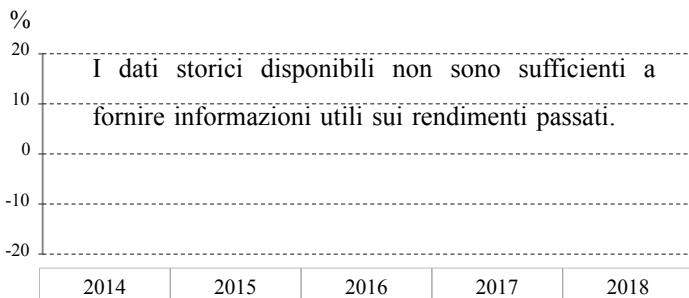 %
20
I dati storici disponibili non sono sufficienti a
10
fornire informazioni utili sui rendimenti passati.
0
-10
-20
2014 2015 2016 2017 2018